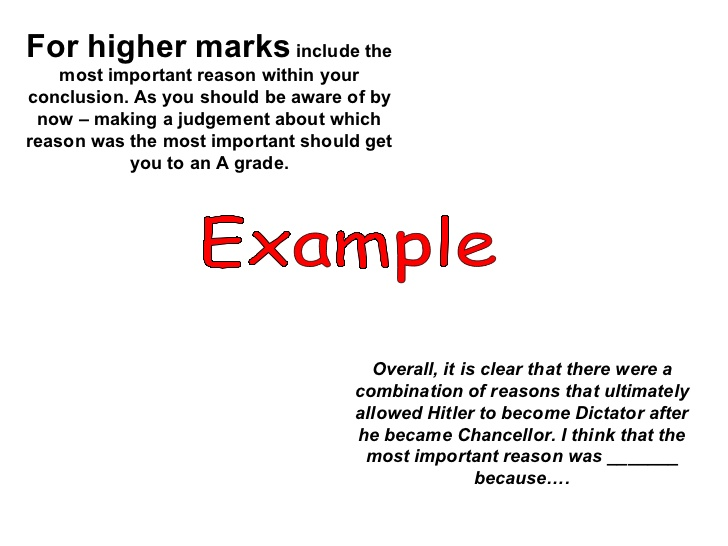 For higher marks include the
most important reason within your
conclusion. As you should be aware of by
now – making a judgement about which
reason was the most important should get
you to an A grade.
Example
Overall, it is clear that there were a
combination of reasons that ultimately
allowed Hitler to become Dictator after
he became Chancellor. I think that the
most important reason was _______
because….